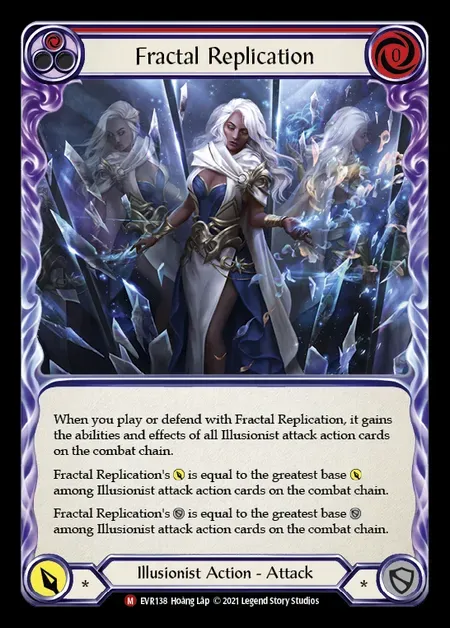 Fractal Replication
0
When you play or defend with Fractal Replication, it gains
the abilities and effects of all Illusionist attack action cards
on the combat chain.
Fractal Replication's is equal to the greatest base
among Illusionist attack action cards on the combat chain.
Fractal Replication's is equal to the greatest base
among Illusionist attack action cards on the combat chain.
* Illusionist Action - Attack *
M EVR138 Hoàng Lập © 2021 Legend Story Studios